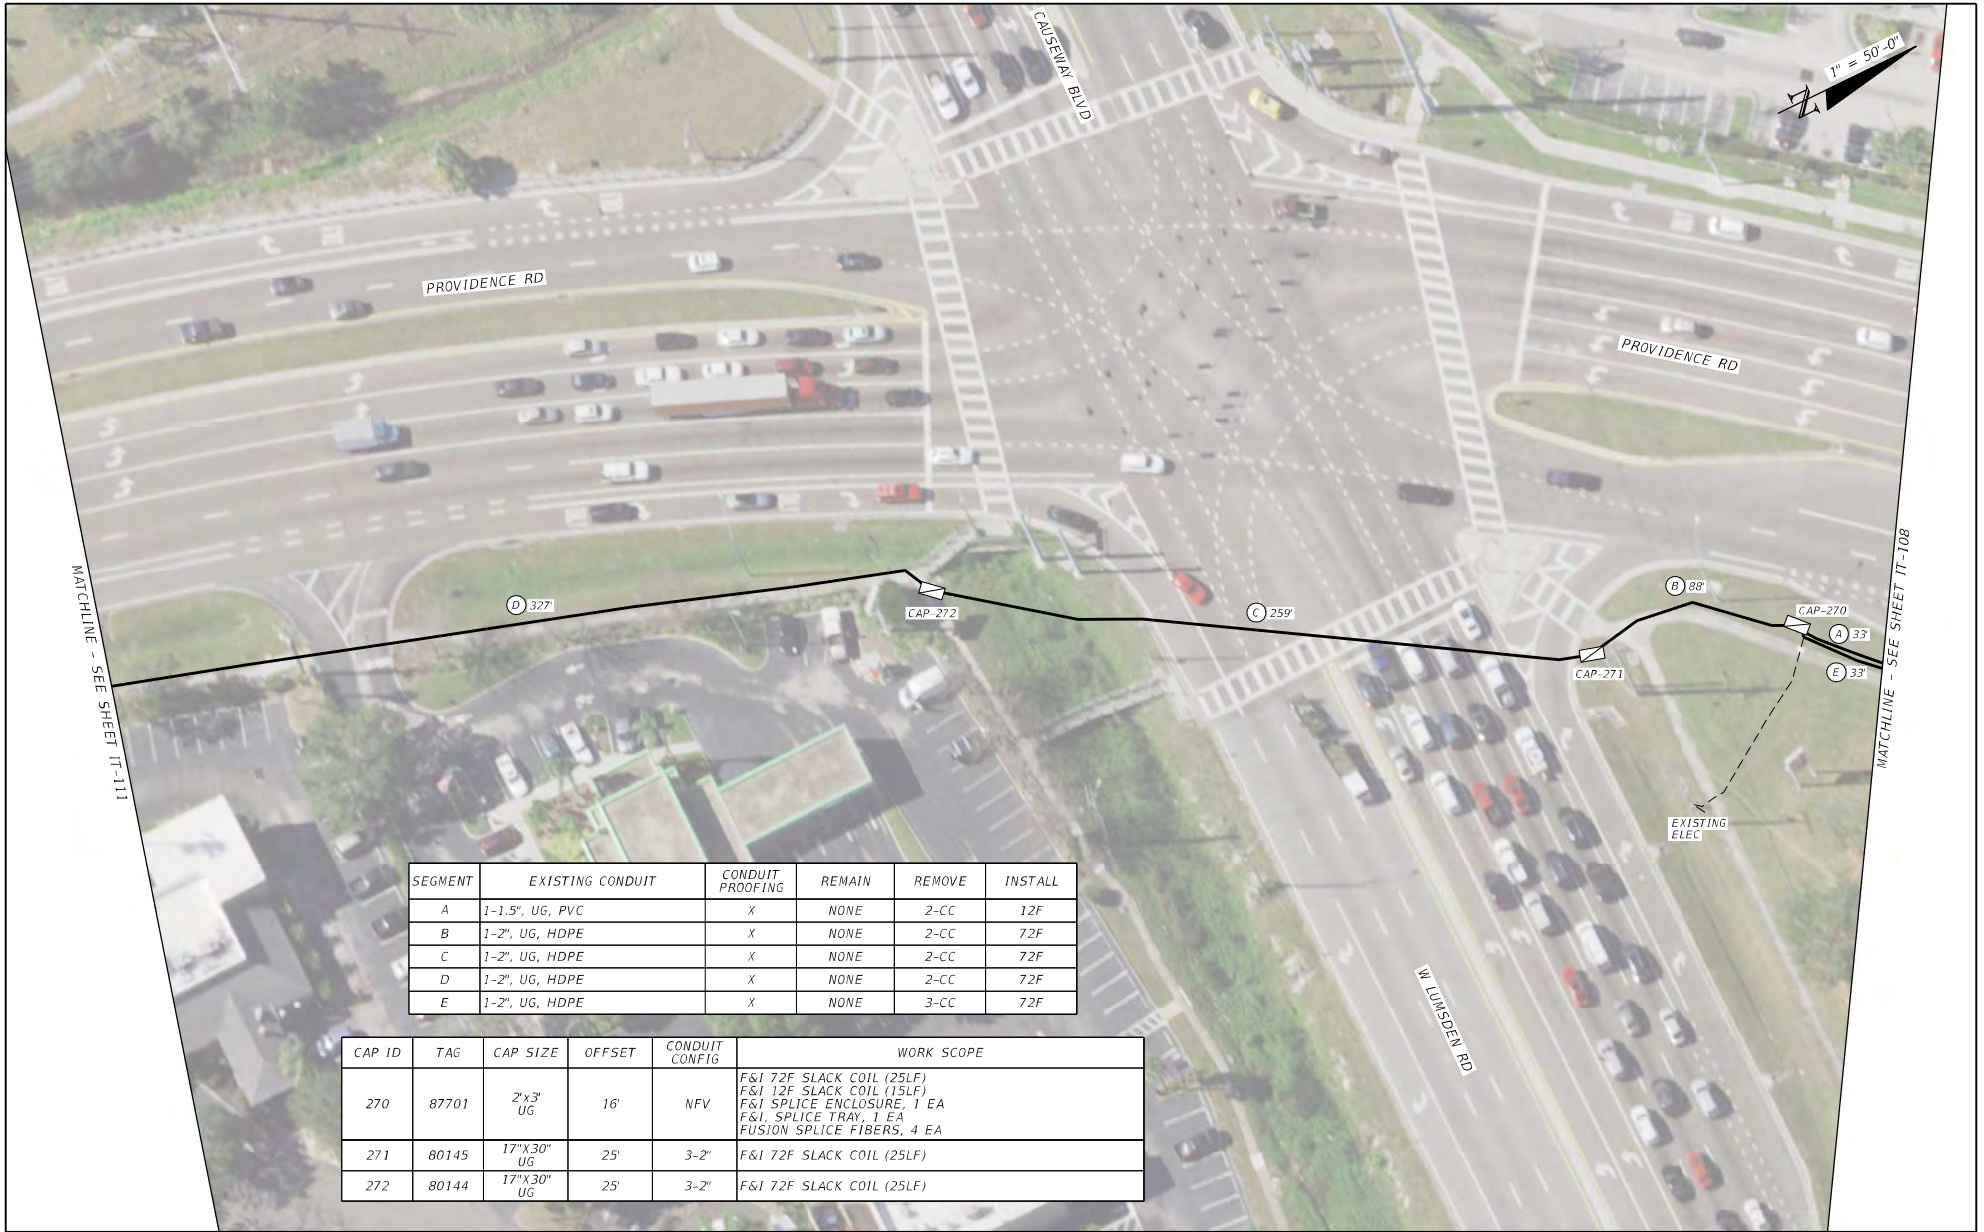 CAUSEWAY BLVD
1" = 50'-0"
N
PROVIDENCE RD
PROVIDENCE RD
MATCHLINE - SEE SHEET IT-111
MATCHLINE - SEE SHEET IT-108
D 327'
CAP-272
C 259'
CAP-271
B 88'
CAP-270
A 33'
E 33'
EXISTING
ELEC
W LUMSDEN RD
SEGMENT EXISTING CONDUIT CONDUIT PROOFING REMAIN REMOVE INSTALL
A 1-1.5", UG, PVC X NONE 2-CC 12F
B 1-2", UG, HDPE X NONE 2-CC 72F
C 1-2", UG, HDPE X NONE 2-CC 72F
D 1-2", UG, HDPE X NONE 2-CC 72F
E 1-2", UG, HDPE X NONE 3-CC 72F
CAP ID TAG CAP SIZE OFFSET CONDUIT CONFIG WORK SCOPE
270 87701 2'x3' UG 16' NFV F&I 72F SLACK COIL (25LF)
F&I 12F SLACK COIL (15LF)
F&I SPLICE ENCLOSURE, 1 EA
F&I, SPLICE TRAY, 1 EA
FUSION SPLICE FIBERS, 4 EA
271 80145 17"X30" UG 25' 3-2" F&I 72F SLACK COIL (25LF)
272 80144 17"X30" UG 25' 3-2" F&I 72F SLACK COIL (25LF)